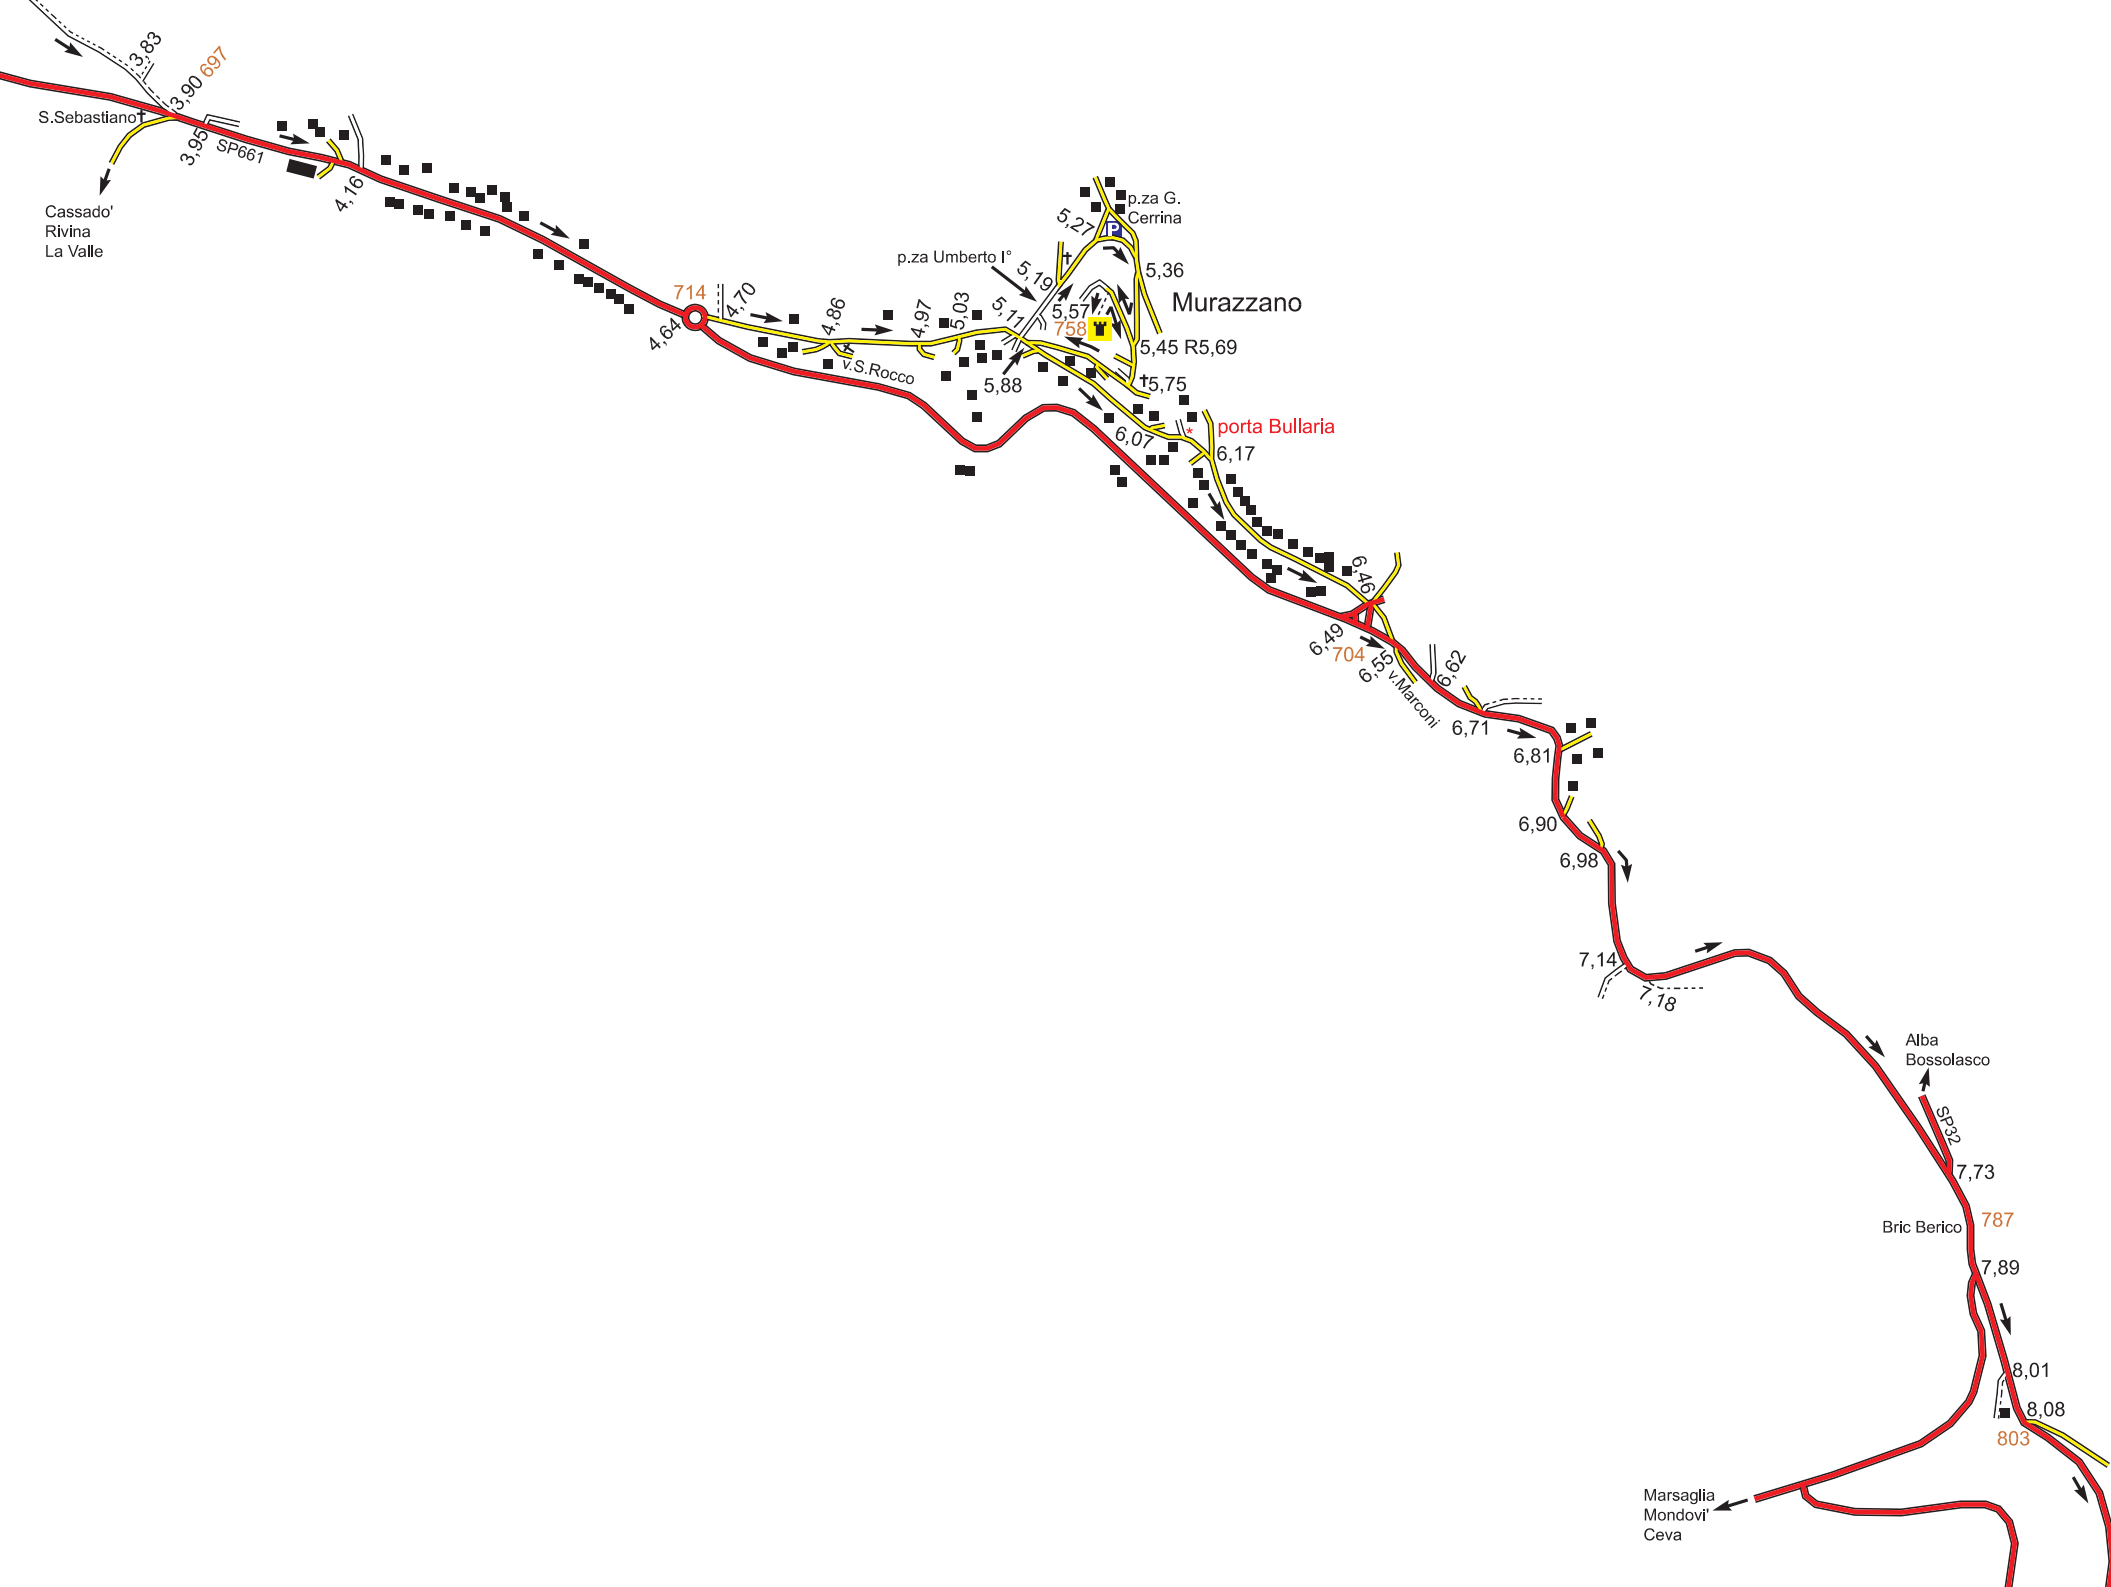 3,83
3,90 697
S.Sebastiano
3,95
SP661
4,16
Cassado'
Rivina
La Valle
714
4,64
4,70
4,86
v.S.Rocco
4,97
5,03
5,11
p.za Umberto I°
5,19
5,27
p.za G.
Cerrina
P
5,36
Murazzano
5,57
758
5,45 R5,69
5,88
5,75
6,07
* porta Bullaria
6,17
6,46
6,49
704
6,55
v.Marconi
6,62
6,71
6,81
6,90
6,98
7,14
7,18
Alba
Bossolasco
SP32
7,73
Bric Berico
787
7,89
8,01
8,08
803
Marsaglia
Mondovi'
Ceva